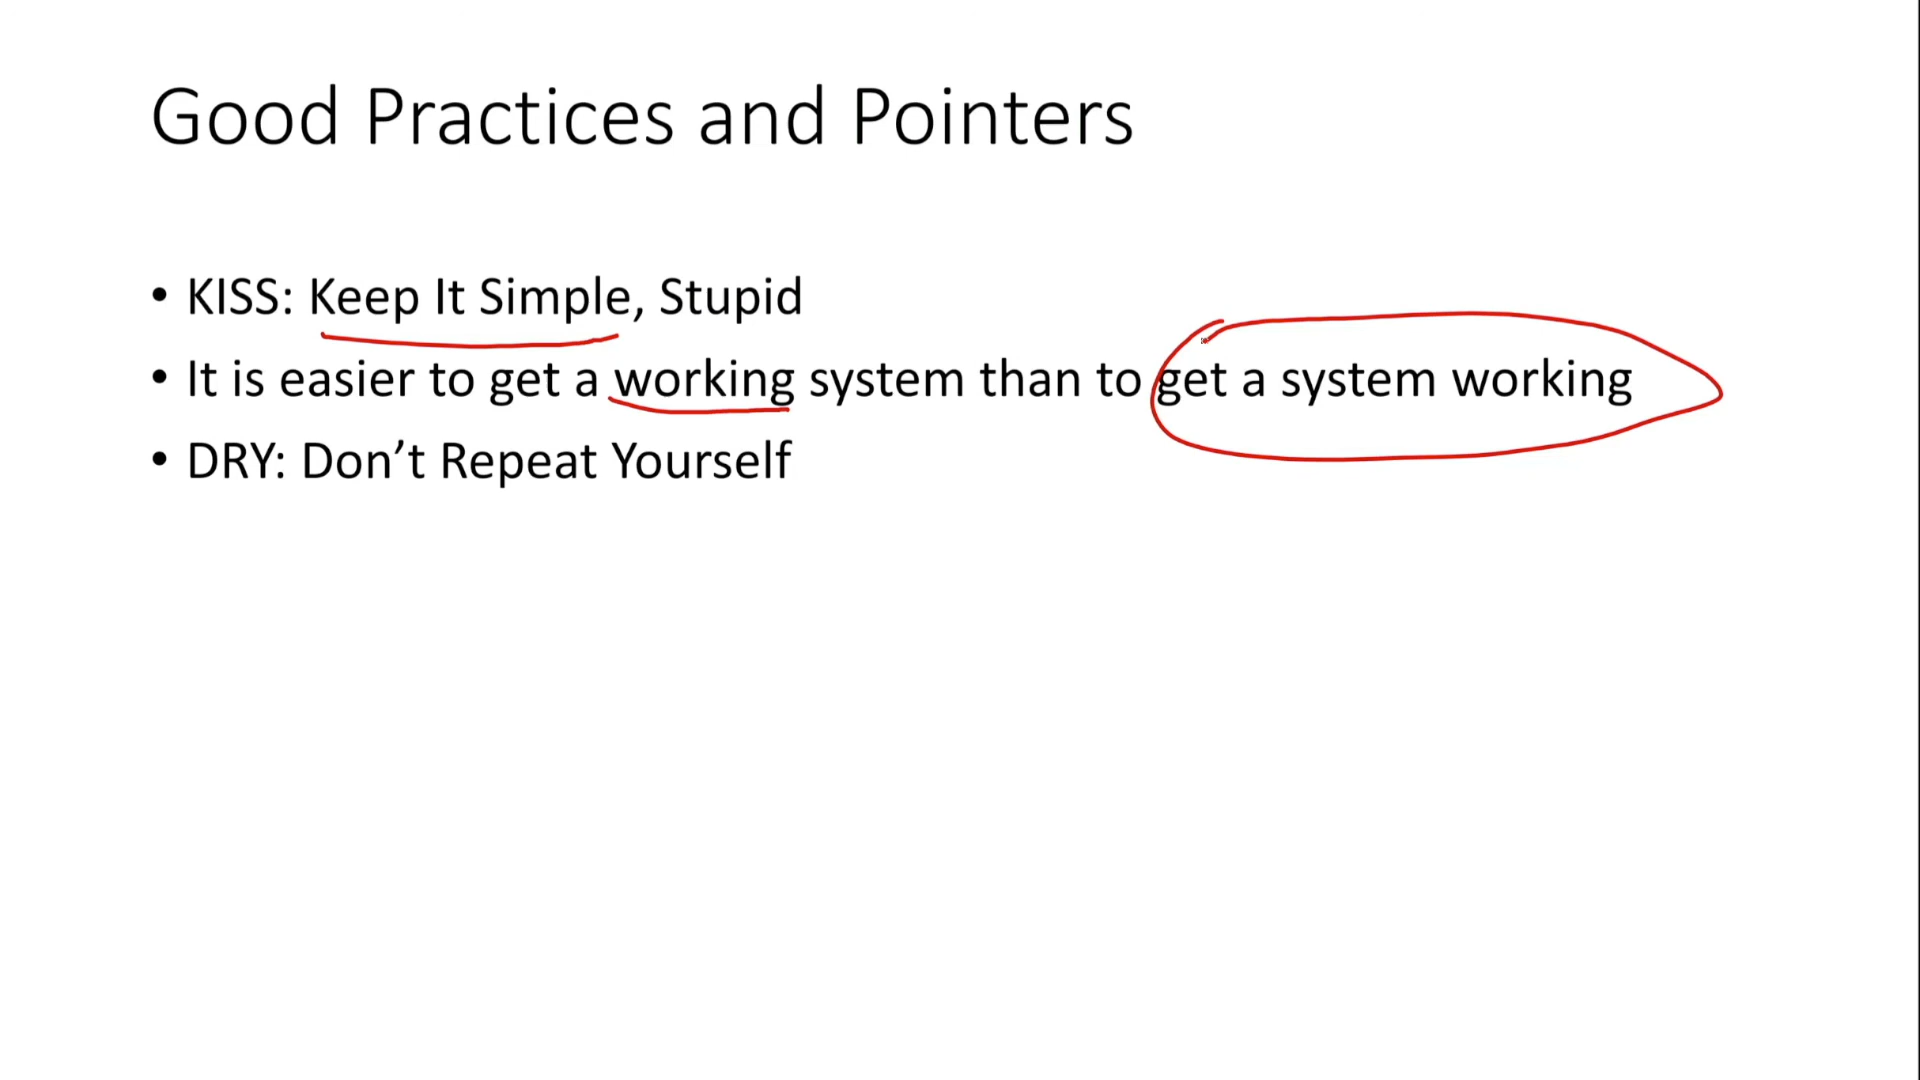 Good Practices and Pointers
• KISS: Keep It Simple, Stupid
• It is easier to get a working system than to get a system working
• DRY: Don’t Repeat Yourself